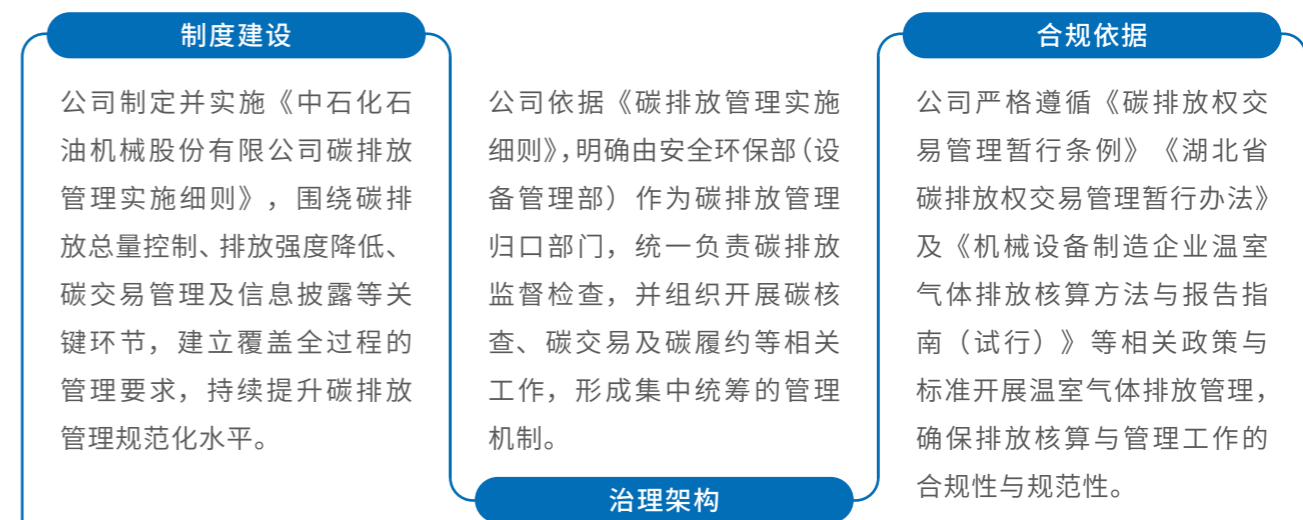 制度建设
公司制定并实施《中石化石
油机械股份有限公司碳排放
管理实施细则》，围绕碳排
放总量控制、排放强度降低、
碳交易管理及信息披露等关
键环节，建立覆盖全过程的
管理要求，持续提升碳排放
管理规范化水平。
公司依据《碳排放管理实施
细则》，明确由安全环保部（设
备管理部）作为碳排放管理
归口部门，统一负责碳排放
监督检查，并组织开展碳核
查、碳交易及碳履约等相关
工作，形成集中统筹的管理
机制。
治理架构
合规依据
公司严格遵循《碳排放权交
易管理暂行条例》《湖北省
碳排放权交易管理暂行办法》
及《机械设备制造企业温室
气体排放核算方法与报告指
南（试行）》等相关政策与
标准开展温室气体排放管理，
确保排放核算与管理工作的
合规性与规范性。